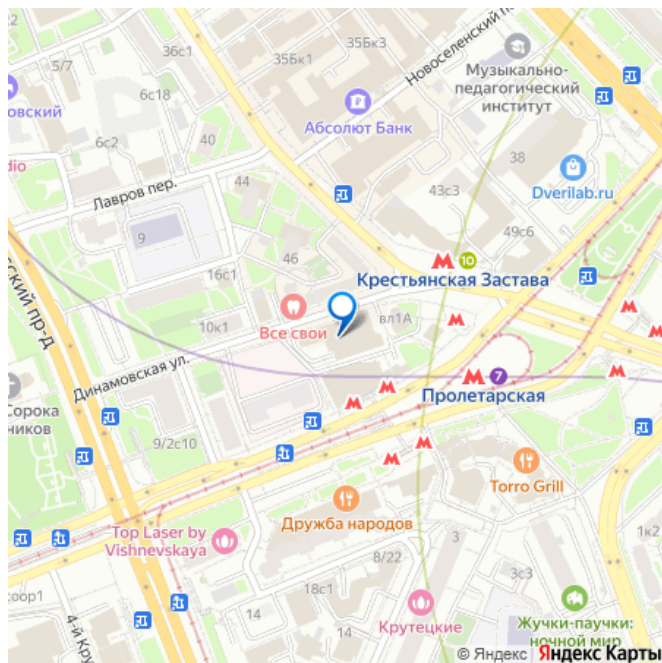 36с1
35Бк1
35Бк3
Новоселенский п
5/7
Музыкально-
педагогический
институт
6с18
овский
Абсолют Банк
40
6с2
38
dio
Dverilab.ru
44
43с3
Лавров пер.
49с6
9
46
10
16с1
Крестьянская Застава
сский пр-д
Все свои
вл1А
10к1
7
Динамовская ул.
Пролетарская
Сорока
ников
9/2с10
Torro Grill
Дружба народов
Top Laser by
Vishnevskaya
3
8/22
1к2
3с3
18с1
соор1
14
14
4-й Кру
Крутецкие
Жучки-паучки:
ночной мир
© Яндекс Яндекс Карты